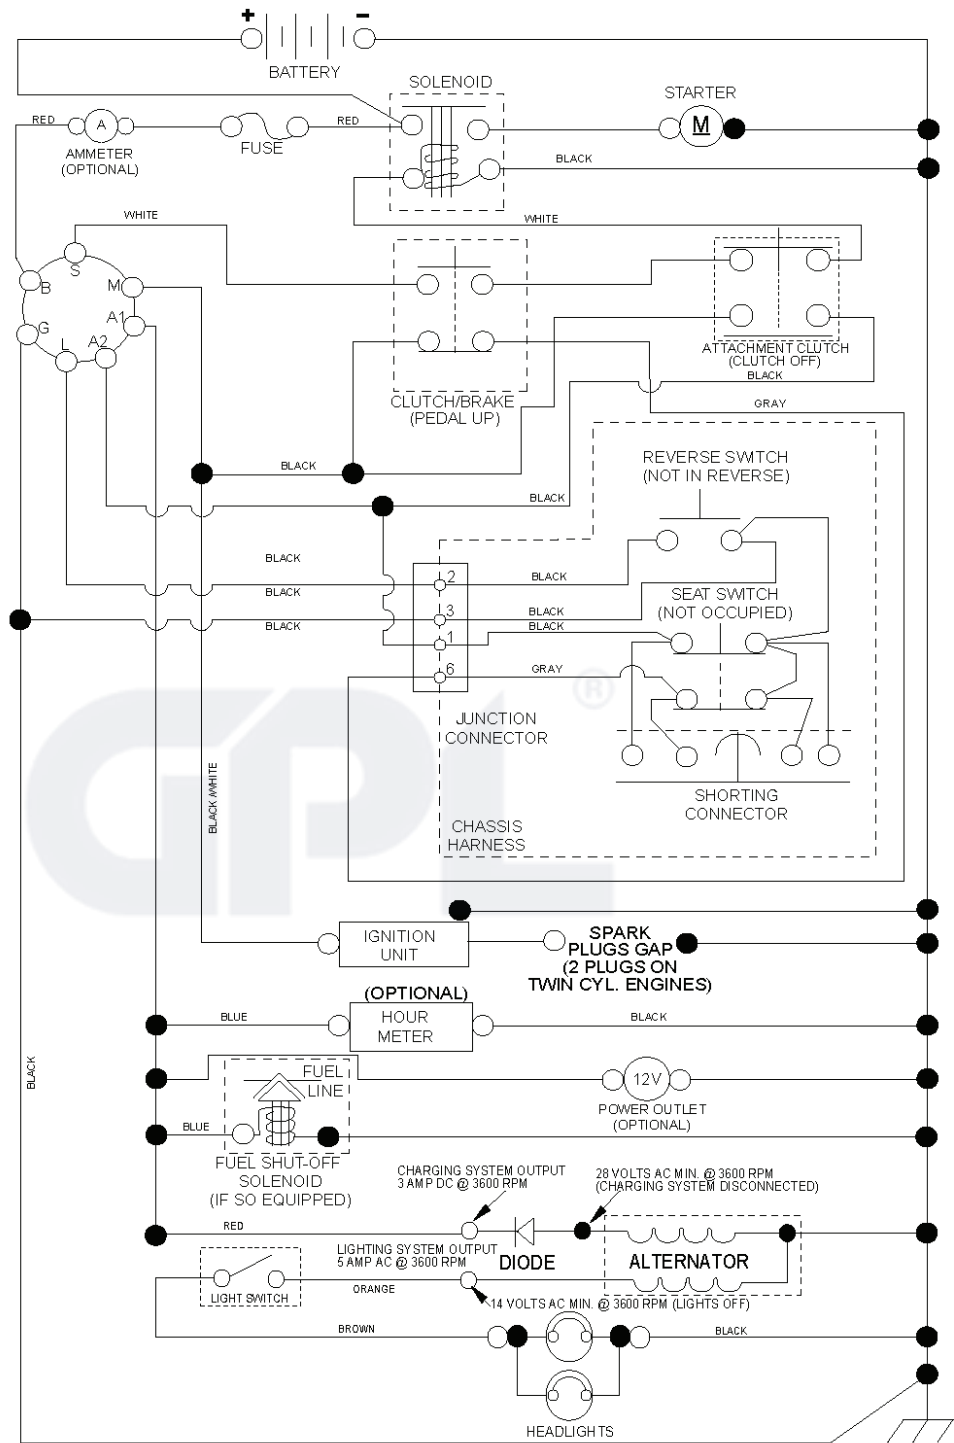 +
-
BATTERY
SOLENOID
STARTER
RED
A
AMMETER
(OPTIONAL)
FUSE
RED
M
BLACK
WHITE
WHITE
S
B
M
G
A1
L
A2
ATTACHMENT CLUTCH
(CLUTCH OFF)
BLACK
CLUTCH/BRAKE
(PEDAL UP)
GRAY
BLACK
REVERSE SWITCH
(NOT IN REVERSE)
BLACK
BLACK
2
BLACK
BLACK
SEAT SWITCH
(NOT OCCUPIED)
3
BLACK
BLACK
BLACK
1
6
GRAY
GPL
®
JUNCTION
CONNECTOR
BLACK/WHITE
SHORTING
CONNECTOR
CHASSIS
HARNESS
IGNITION
UNIT
SPARK
PLUGS GAP
(2 PLUGS ON
TWIN CYL. ENGINES)
(OPTIONAL)
BLUE
HOUR
METER
BLACK
BLACK
FUEL
LINE
12V
POWER OUTLET
(OPTIONAL)
BLUE
FUEL SHUT-OFF
SOLENOID
(IF SO EQUIPPED)
CHARGING SYSTEM OUTPUT
3 AMP DC @ 3600 RPM
28 VOLTS AC MIN. @ 3600 RPM
(CHARGING SYSTEM DISCONNECTED)
RED
LIGHTING SYSTEM OUTPUT
5 AMP AC @ 3600 RPM
DIODE
ALTERNATOR
LIGHT SWITCH
ORANGE
14 VOLTS AC MIN. @ 3600 RPM (LIGHTS OFF)
BROWN
BLACK
HEADLIGHTS